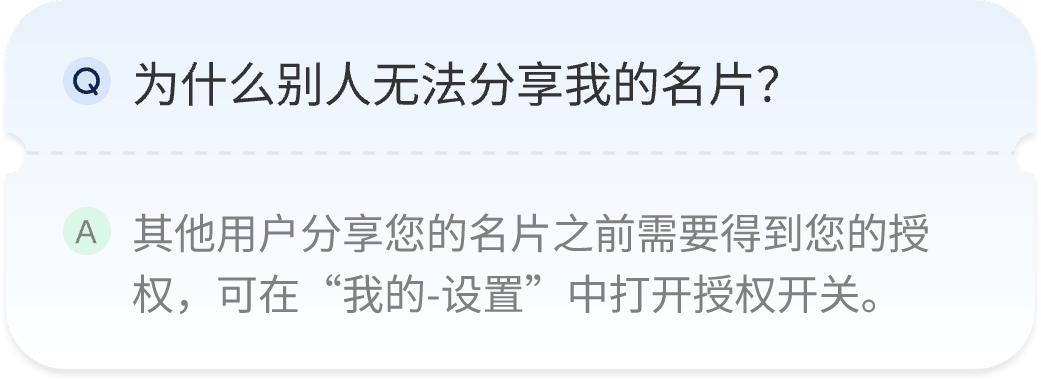 Q 为什么别人无法分享我的名片？
A 其他用户分享您的名片之前需要得到您的授
权，可在“我的-设置”中打开授权开关。